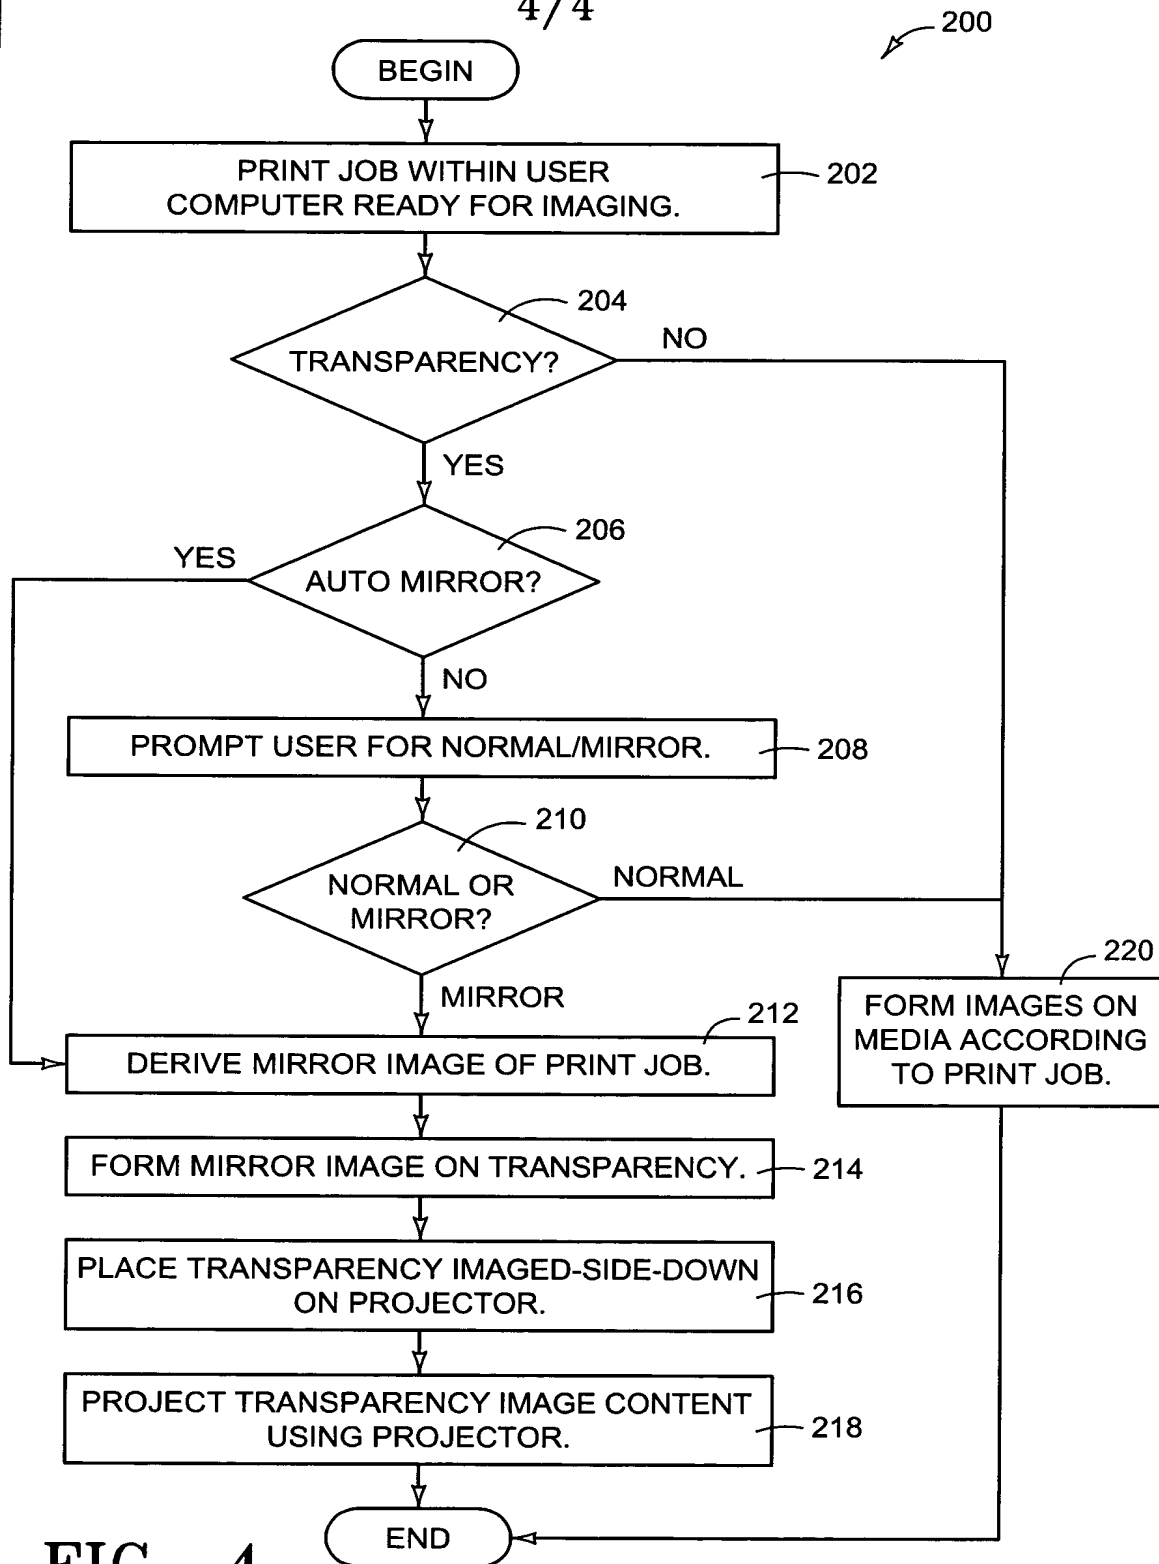 4/4
200
BEGIN
PRINT JOB WITHIN USER
COMPUTER READY FOR IMAGING.
202
204
TRANSPARENCY?
NO
YES
206
YES
AUTO MIRROR?
NO
PROMPT USER FOR NORMAL/MIRROR.
208
210
NORMAL OR
MIRROR?
NORMAL
MIRROR
220
FORM IMAGES ON
MEDIA ACCORDING
TO PRINT JOB.
212
DERIVE MIRROR IMAGE OF PRINT JOB.
FORM MIRROR IMAGE ON TRANSPARENCY.
214
PLACE TRANSPARENCY IMAGED-SIDE-DOWN
ON PROJECTOR.
216
PROJECT TRANSPARENCY IMAGE CONTENT
USING PROJECTOR.
218
END
FIG. 4